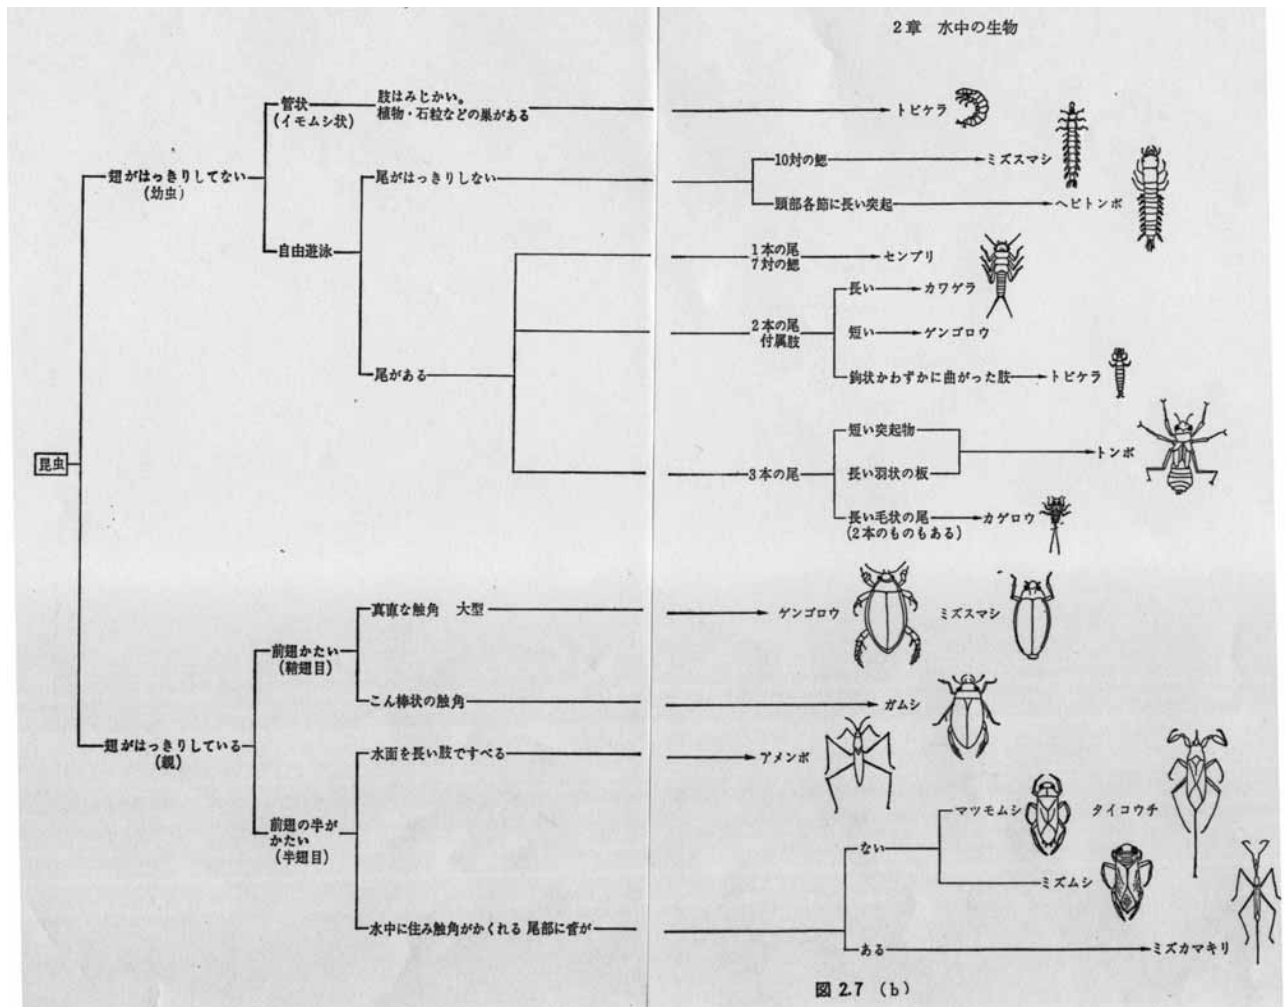 2章 水中の生物
昆虫
翅がはっきりしてない
(幼虫)
管状
(イモムシ状)
肢はみじかい。
植物・石粒などの巣がある
トビケラ
自由遊泳
尾がはっきりしない
10対の鰓
ミズスマシ
頭部各節に長い突起
ヘビトンボ
尾がある
1本の尾
7対の鰓
センブリ
2本の尾
付属肢
長い
カワゲラ
短い
ゲンゴロウ
鉤状かわずかに曲がった肢
トビケラ
3本の尾
短い突起物
長い羽状の板
トンボ
長い毛状の尾
(2本のものもある)
カゲロウ
翅がはっきりしている
(親)
前翅かたい
(鞘翅目)
真直な触角 大型
ゲンゴロウ
ミズスマシ
こん棒状の触角
ガムシ
前翅の半が
かたい
(半翅目)
水面を長い肢ですべる
アメンボ
水中に住み触角がかくれる 尾部に管が
ない
マツモムシ
タイコウチ
ミズムシ
ある
ミズカマキリ
図 2.7 (b)